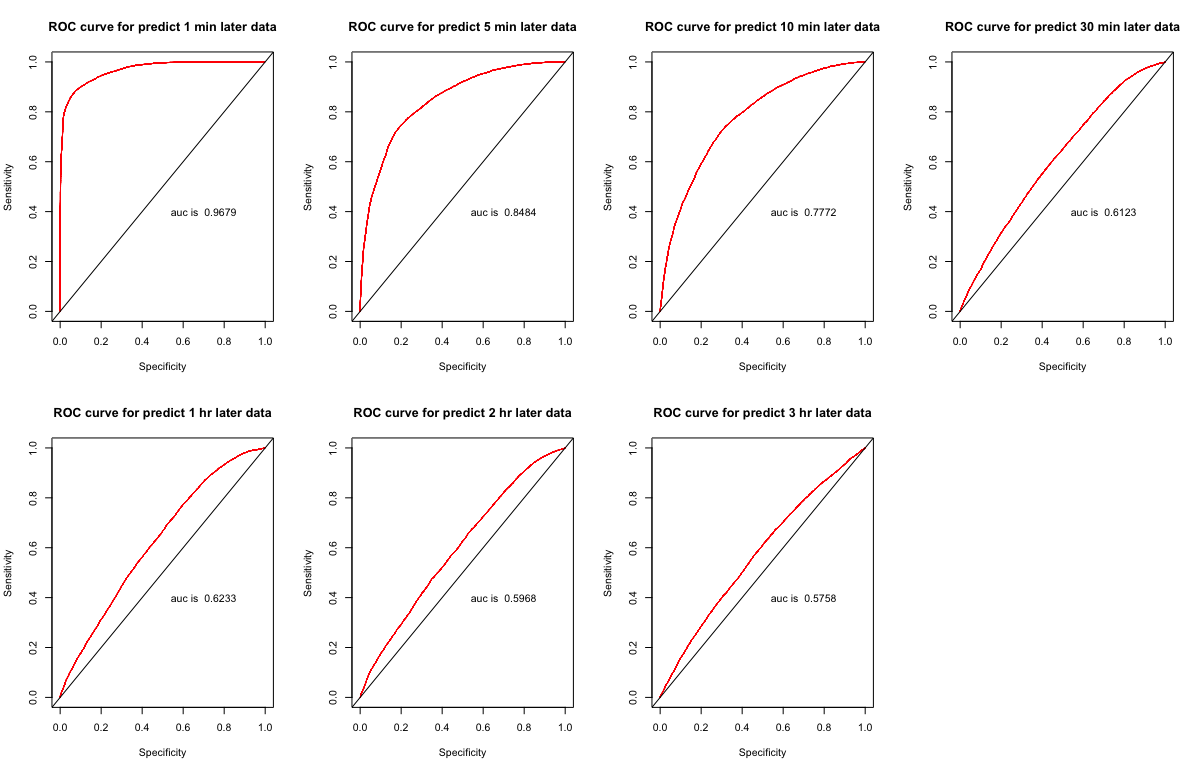 ROC curve for predict 1 min later data
Sensitivity
1.0
0.8
0.6
0.4
0.2
0.0
auc is 0.9679
0.0 0.2 0.4 0.6 0.8 1.0
Specificity
ROC curve for predict 5 min later data
Sensitivity
1.0
0.8
0.6
0.4
0.2
0.0
auc is 0.8484
0.0 0.2 0.4 0.6 0.8 1.0
Specificity
ROC curve for predict 10 min later data
Sensitivity
1.0
0.8
0.6
0.4
0.2
0.0
auc is 0.7772
0.0 0.2 0.4 0.6 0.8 1.0
Specificity
ROC curve for predict 30 min later data
Sensitivity
1.0
0.8
0.6
0.4
0.2
0.0
auc is 0.6123
0.0 0.2 0.4 0.6 0.8 1.0
Specificity
ROC curve for predict 1 hr later data
Sensitivity
1.0
0.8
0.6
0.4
0.2
0.0
auc is 0.6233
0.0 0.2 0.4 0.6 0.8 1.0
Specificity
ROC curve for predict 2 hr later data
Sensitivity
1.0
0.8
0.6
0.4
0.2
0.0
auc is 0.5968
0.0 0.2 0.4 0.6 0.8 1.0
Specificity
ROC curve for predict 3 hr later data
Sensitivity
1.0
0.8
0.6
0.4
0.2
0.0
auc is 0.5758
0.0 0.2 0.4 0.6 0.8 1.0
Specificity